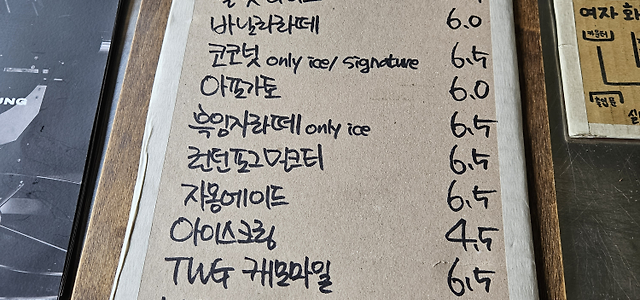 바닐라라떼 6.0
코코넛 only ice/signature 6.5
아포가토 6.0
흑임자라떼 only ice 6.5
런던포그밀크티 6.5
자몽에이드 6.5
아이스크림 4.5
TWG 캐모마일 6.5
여자 화